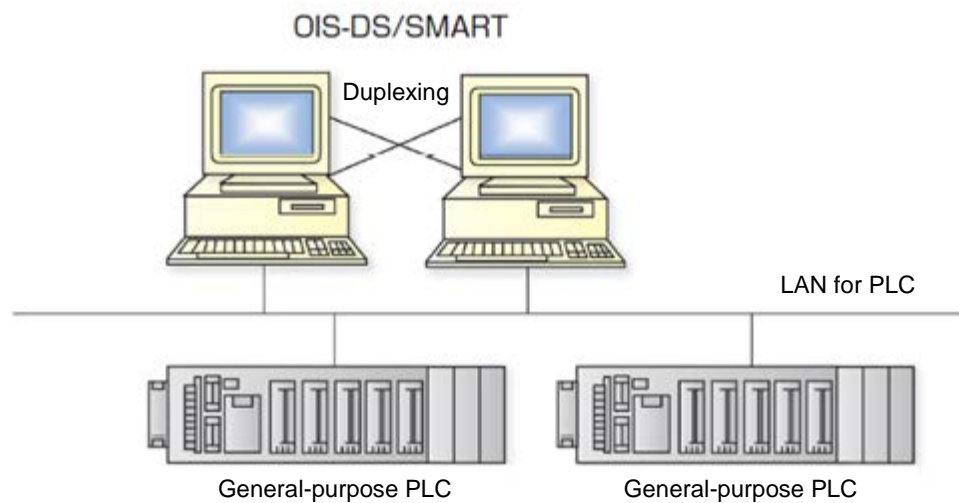 OIS-DS/SMART
Duplexing
LAN for PLC
General-purpose PLC
General-purpose PLC